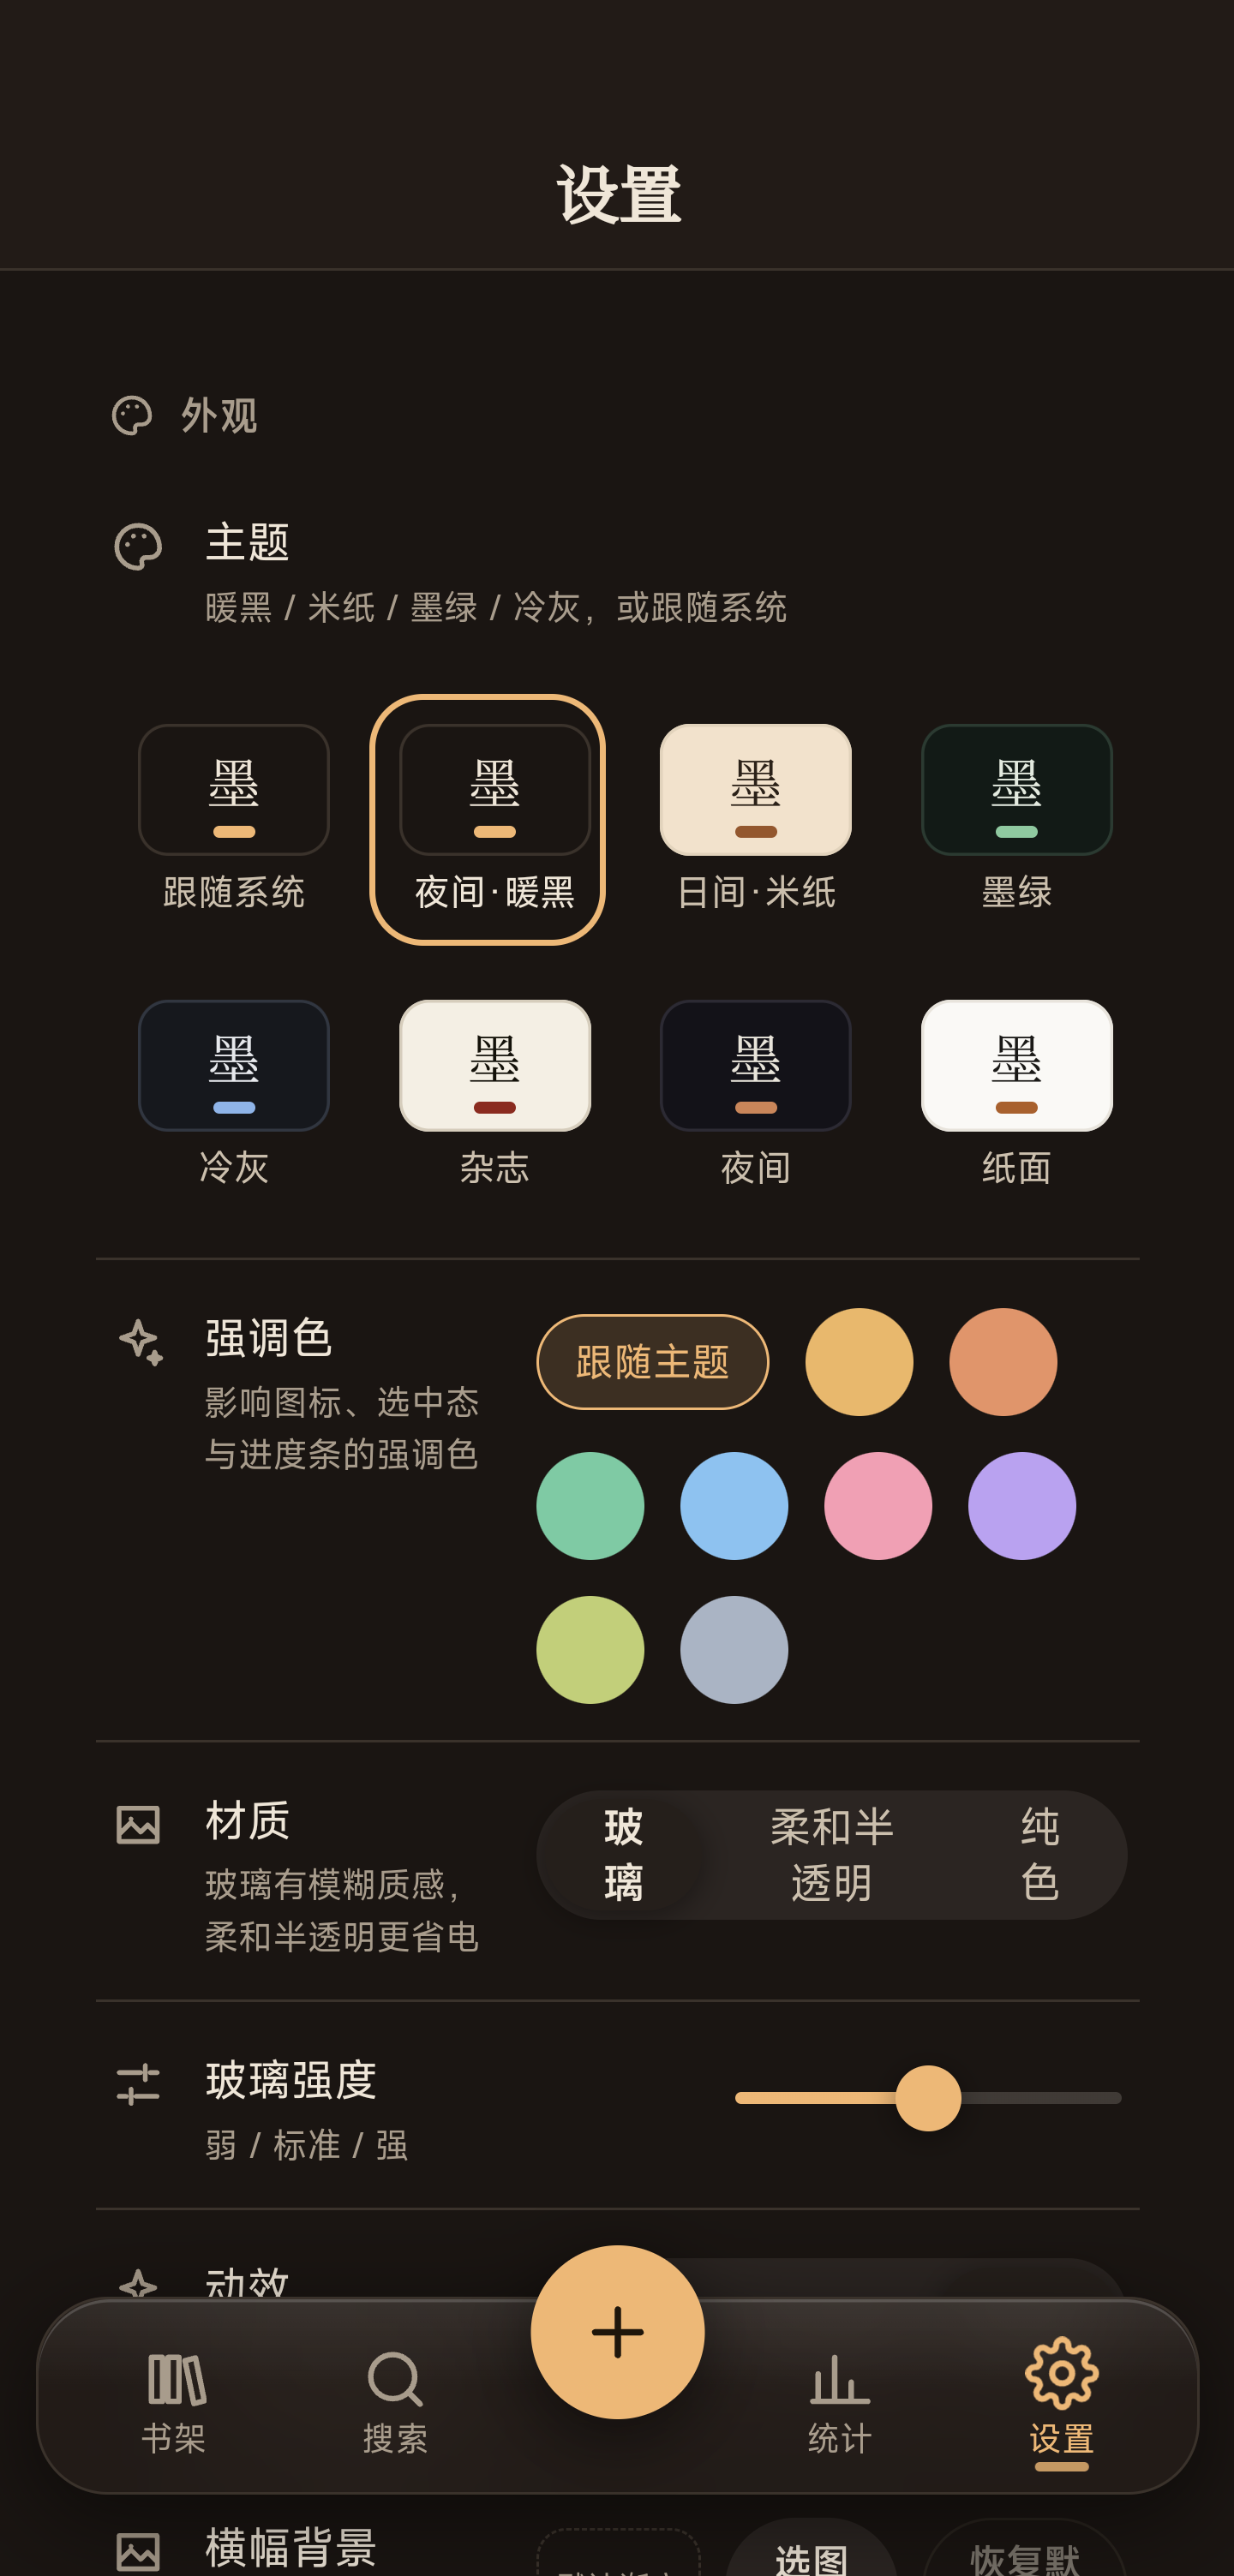 设置
外观
主题
暖黑 / 米纸 / 墨绿 / 冷灰，或跟随系统
墨 墨 墨 墨
跟随系统 夜间·暖黑 日间·米纸 墨绿
墨 墨 墨 墨
冷灰 杂志 夜间 纸面
强调色
影响图标、选中态
与进度条的强调色
跟随主题
材质
玻璃有模糊质感，
柔和半透明更省电
玻
璃
柔和半
透明
纯
色
玻璃强度
弱 / 标准 / 强
动效
书架 搜索 统计 设置
横幅背景
选图
恢复默